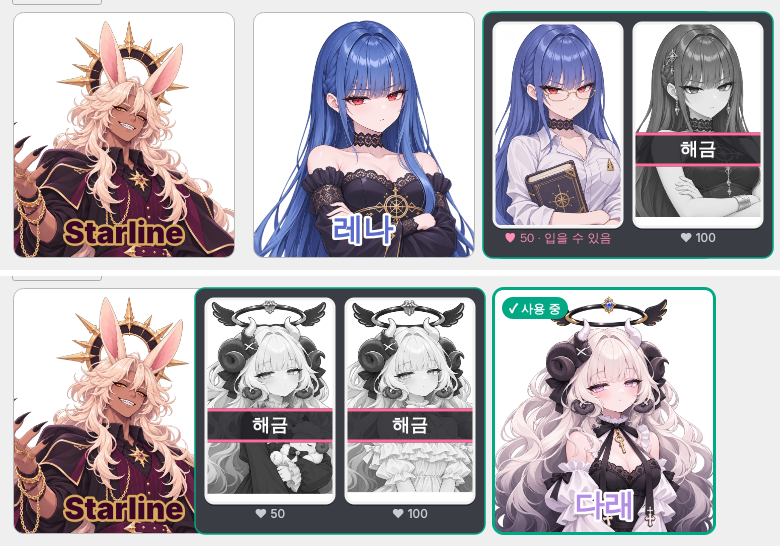 Starline
레나
해금
♥ 50 · 입을 수 있음
♥ 100
✓ 사용 중
Starline
해금
해금
다래
♥ 50
♥ 100